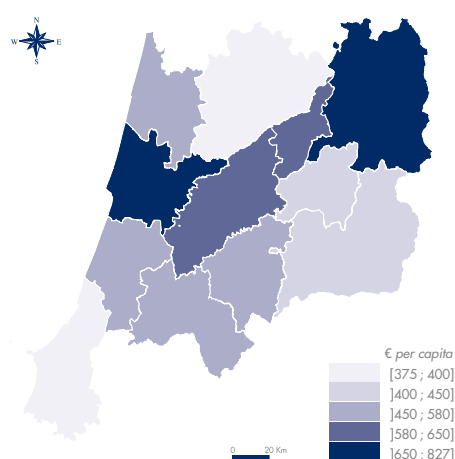 N
W E
S
€ per capita
[375 ; 400]
]400 ; 450]
]450 ; 580]
]580 ; 650]
]650 ; 827]
0 20 Km